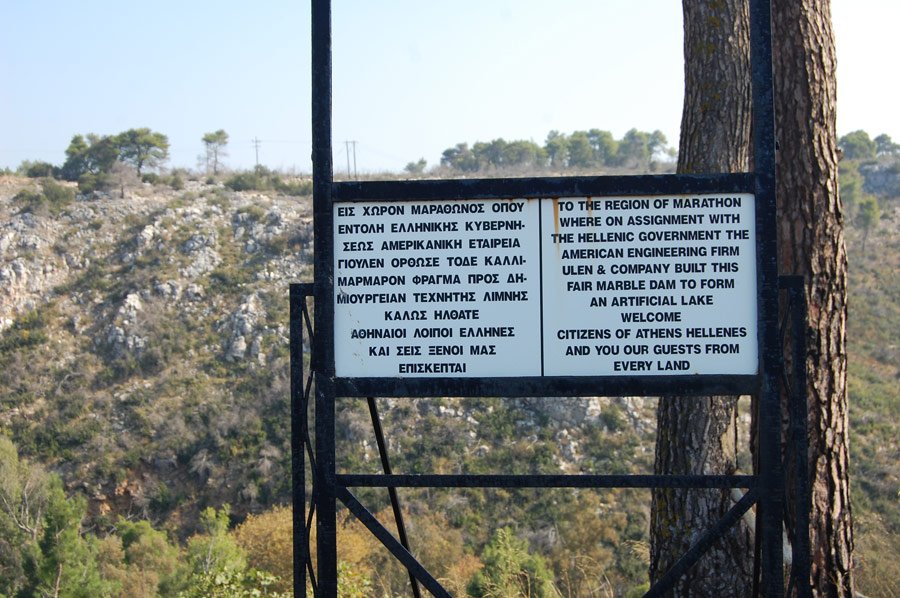 ΕΙΣ ΧΩΡΟΝ ΜΑΡΑΘΩΝΟΣ ΟΠΟΥ
ΕΝΤΟΛΗ ΕΛΛΗΝΙΚΗΣ ΚΥΒΕΡΝΗ-
ΣΕΩΣ ΑΜΕΡΙΚΑΝΙΚΗ ΕΤΑΙΡΕΙΑ
ΓΙΟΥΛΕΝ ΟΡΘΩΣΕ ΤΟΔΕ ΚΑΛΛΙ-
ΜΑΡΜΑΡΟΝ ΦΡΑΓΜΑ ΠΡΟΣ ΔΗ-
ΜΙΟΥΡΓΕΙΑΝ ΤΕΧΝΗΤΗΣ ΛΙΜΝΗΣ
ΚΑΛΩΣ ΗΛΘΑΤΕ
ΑΘΗΝΑΙΟΙ ΛΟΙΠΟΙ ΕΛΛΗΝΕΣ
ΚΑΙ ΣΕΙΣ ΞΕΝΟΙ ΜΑΣ
ΕΠΙΣΚΕΠΤΑΙ
TO THE REGION OF MARATHON
WHERE ON ASSIGNMENT WITH
THE HELLENIC GOVERNMENT THE
AMERICAN ENGINEERING FIRM
ULEN & COMPANY BUILT THIS
FAIR MARBLE DAM TO FORM
AN ARTIFICIAL LAKE
WELCOME
CITIZENS OF ATHENS HELLENES
AND YOU OUR GUESTS FROM
EVERY LAND